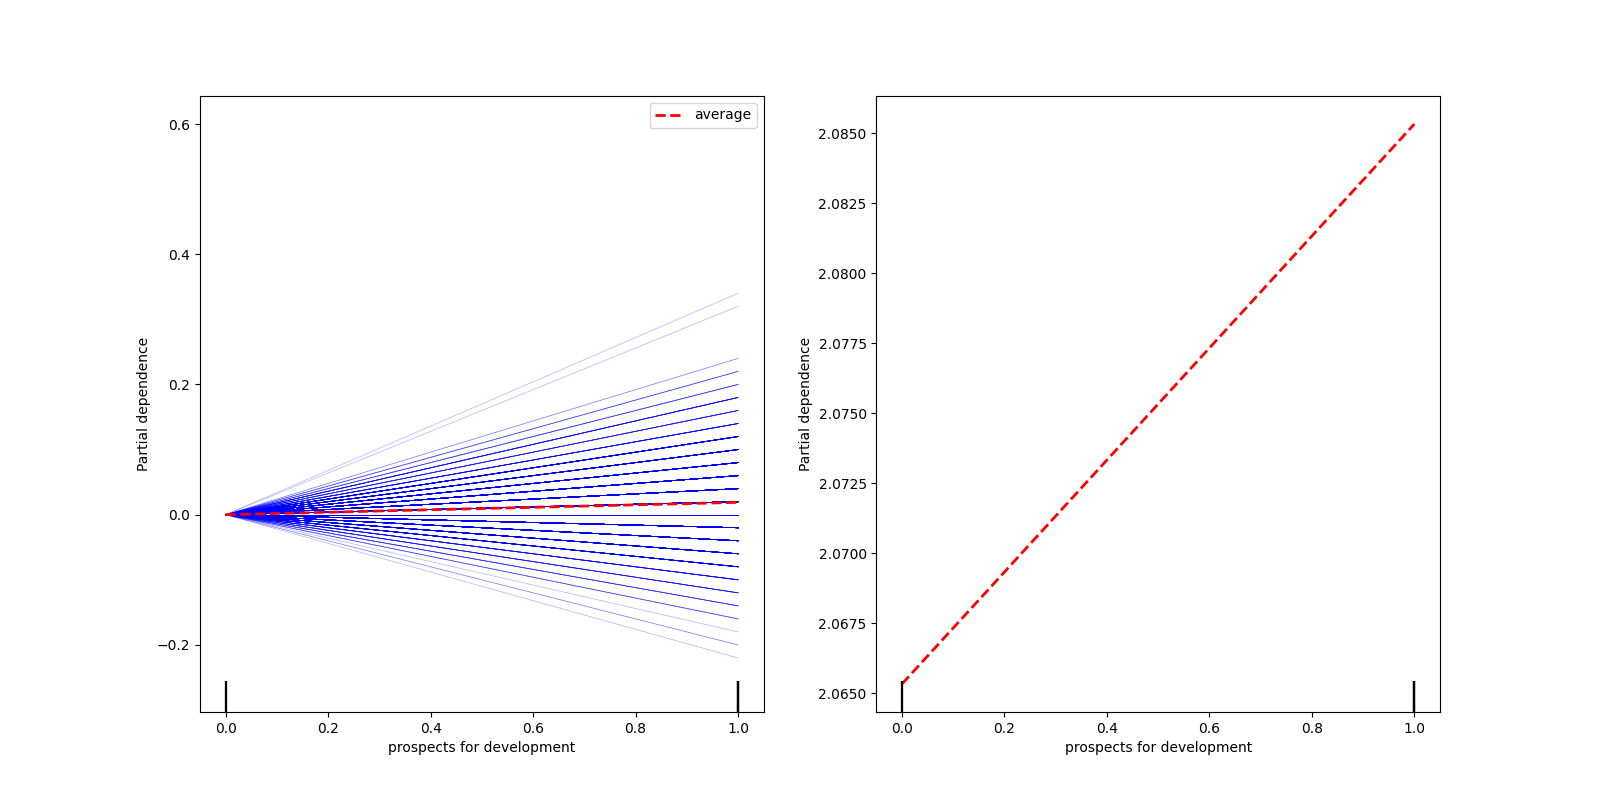 average
0.6
0.4
0.2
0.0
−0.2
Partial dependence
0.0 0.2 0.4 0.6 0.8 1.0
prospects for development
2.0850
2.0825
2.0800
2.0775
2.0750
2.0725
2.0700
2.0675
2.0650
Partial dependence
0.0 0.2 0.4 0.6 0.8 1.0
prospects for development